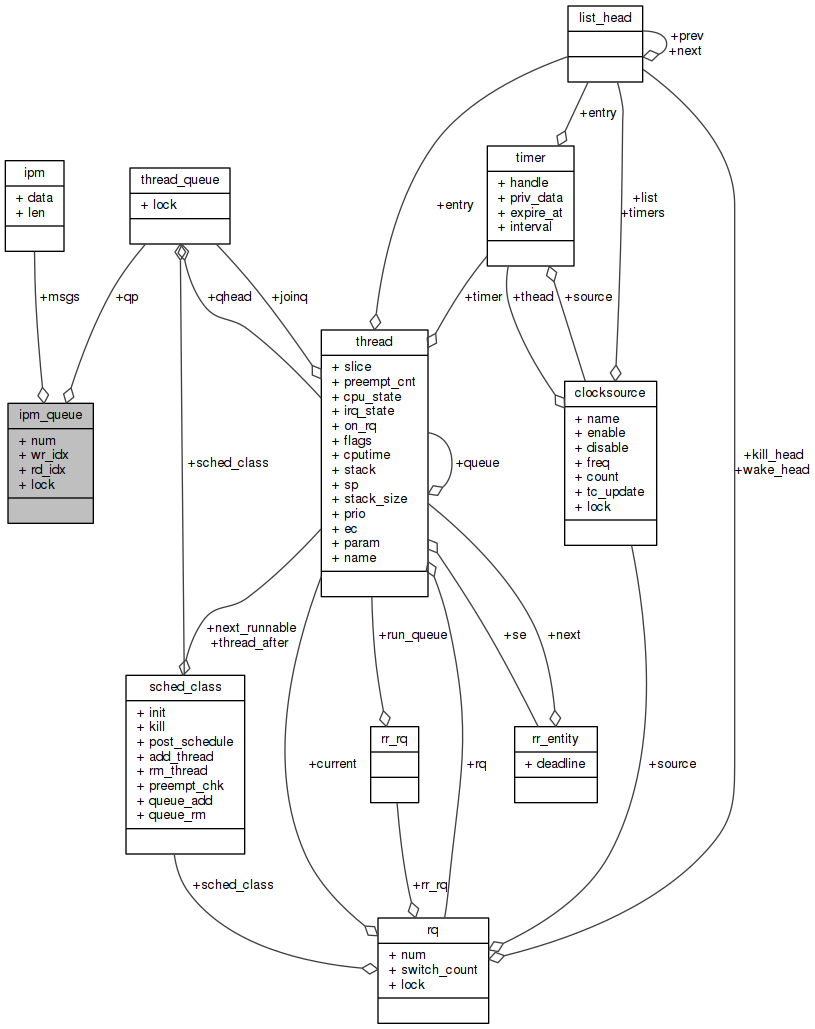 list_head
+prev
+next
+entry
timer
+ handle
+ priv_data
+ expire_at
+ interval
ipm
+ data
+ len
thread_queue
+ lock
+list
+timers
+entry
+msgs
+qp
+qhead
+joinq
+timer
+thead
+source
thread
+ slice
+ preempt_cnt
+ cpu_state
+ irq_state
+ on_rq
+ flags
+ cputime
+ stack
+ sp
+ stack_size
+ prio
+ ec
+ param
+ name
clocksource
+ name
+ enable
+ disable
+ freq
+ count
+ tc_update
+ lock
ipm_queue
+ num
+ wr_idx
+ rd_idx
+ lock
+sched_class
+queue
+kill_head
+wake_head
+next_runnable
+thread_after
+run_queue
+se
+next
sched_class
+ init
+ kill
+ post_schedule
+ add_thread
+ rm_thread
+ preempt_chk
+ queue_add
+ queue_rm
rr_rq
rr_entity
+ deadline
+current
+rq
+source
+sched_class
+rr_rq
rq
+ num
+ switch_count
+ lock